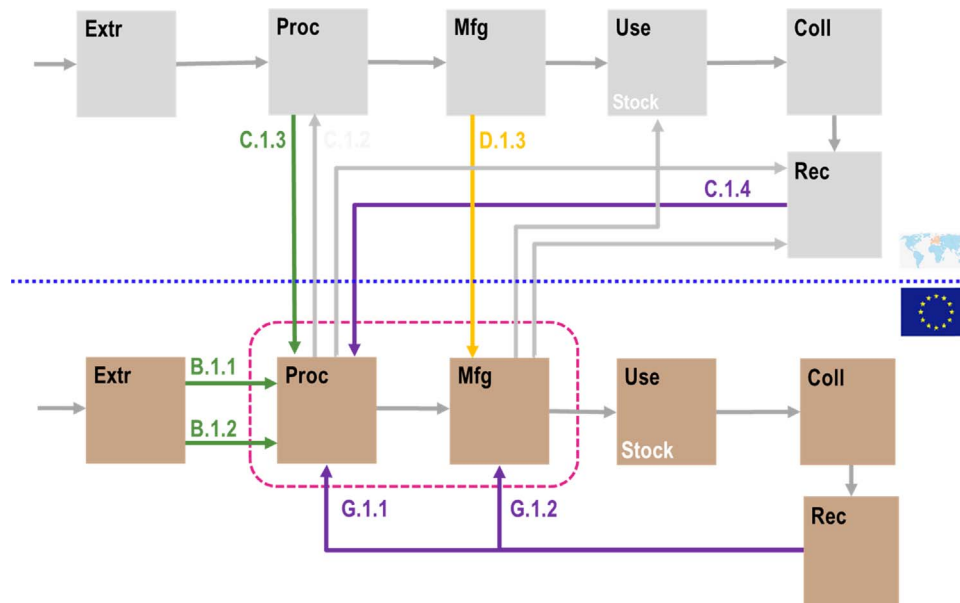 Extr
Proc
Mfg
Use
Coll
Stock
C.1.3
C.1.2
D.1.3
Rec
C.1.4
Extr
B.1.1
B.1.2
Proc
Mfg
Use
Coll
Stock
G.1.1
G.1.2
Rec